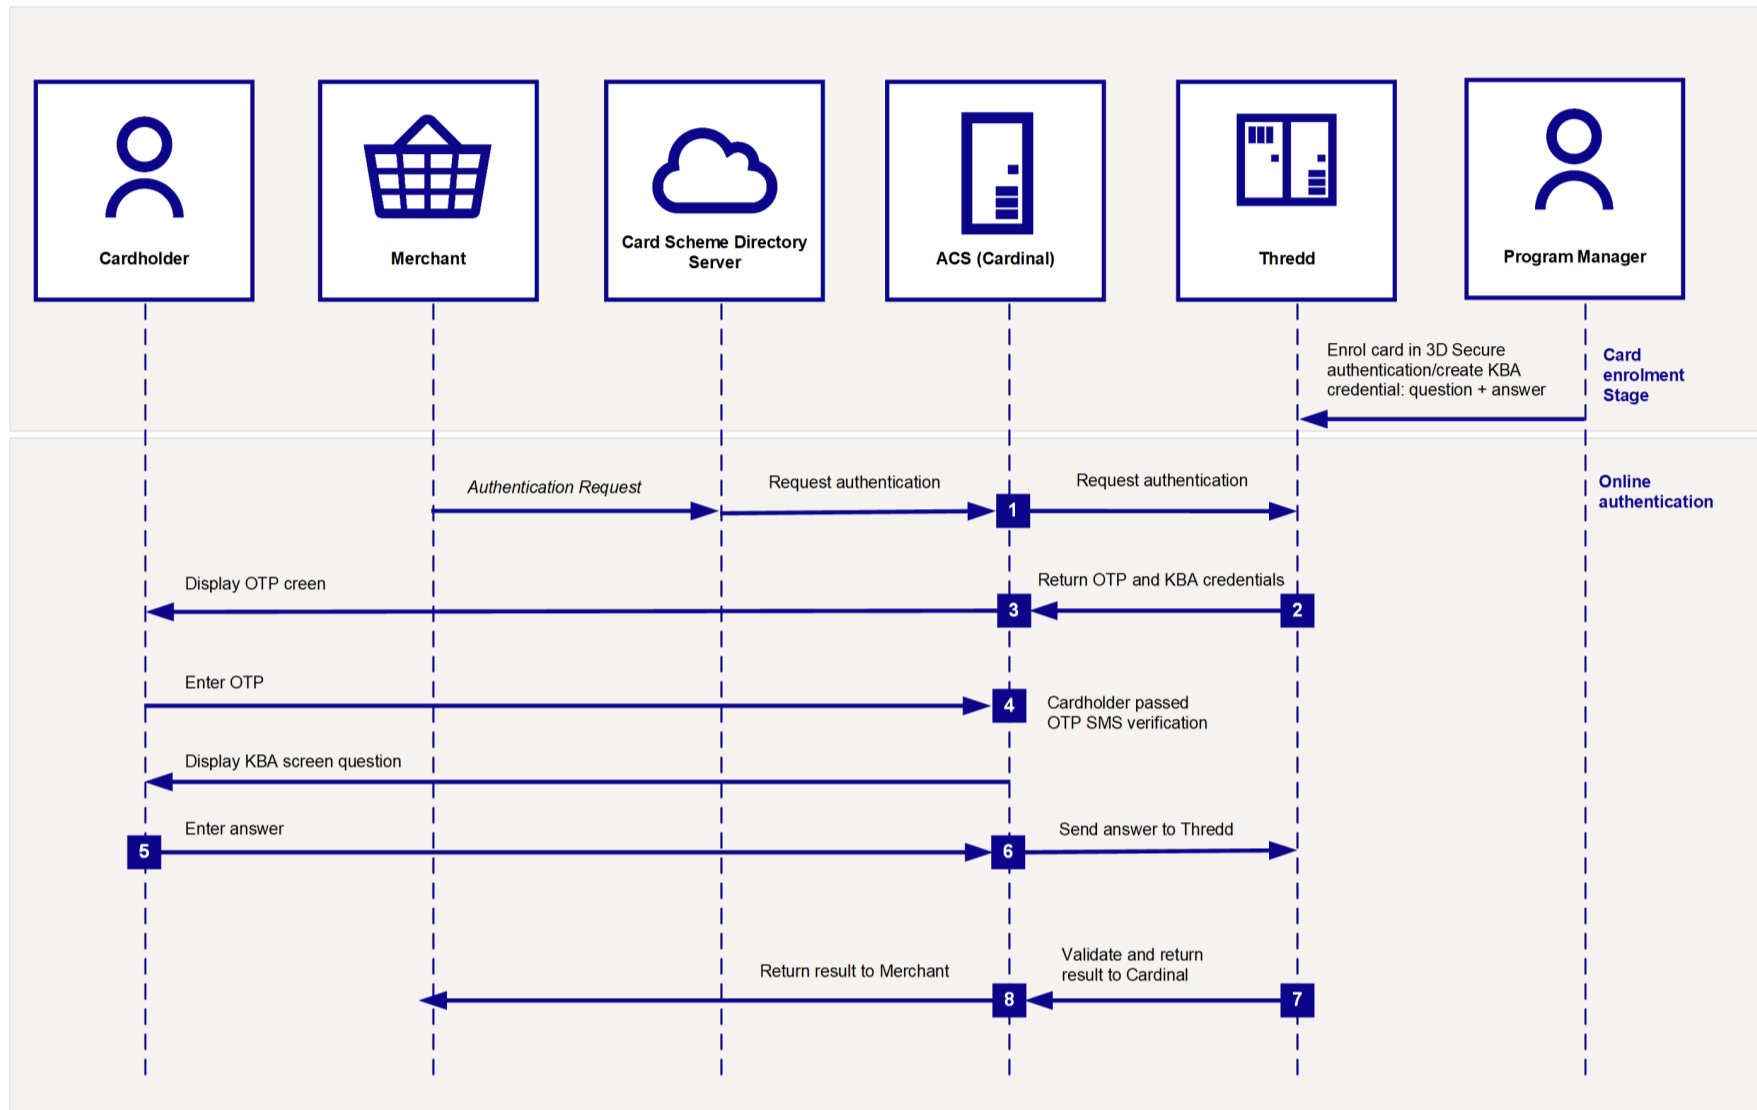 Cardholder
Merchant
Card Scheme Directory
Server
ACS (Cardinal)
Thredd
Program Manager
Enrol card in 3D Secure
authentication/create KBA
credential: question + answer
Card
enrolment
Stage
Authentication Request
Request authentication
1
Request authentication
Online
authentication
Display OTP creen
3
Return OTP and KBA credentials
2
Enter OTP
4
Cardholder passed
OTP SMS verification
Display KBA screen question
5
Enter answer
6
Send answer to Thredd
Return result to Merchant
8
Validate and return
result to Cardinal
7